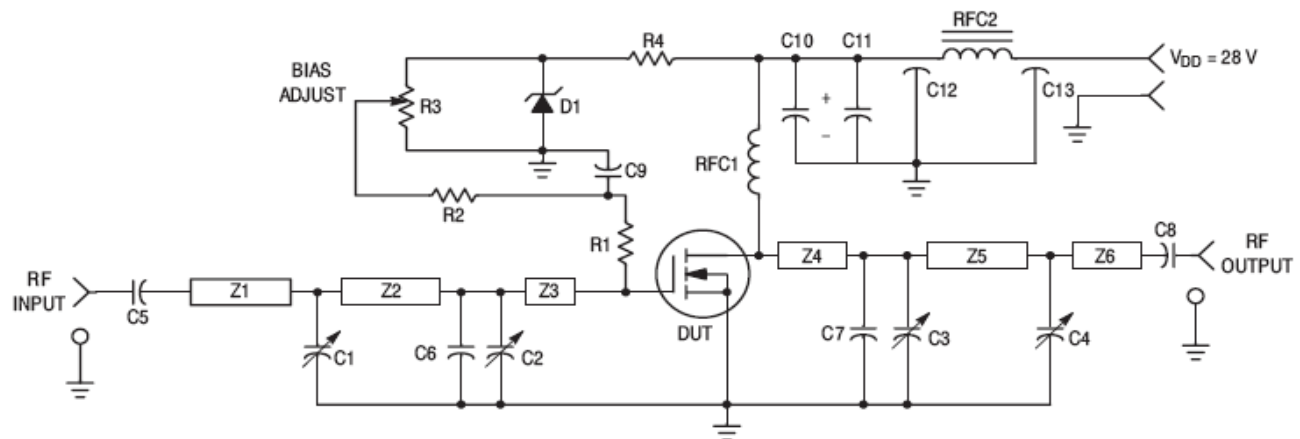 RFC2
R4
C10
C11
V_DD = 28 V
BIAS
ADJUST
R3
D1
C12
C13
+
–
C9
RFC1
R2
R1
C8
RF
INPUT
RF
OUTPUT
Z1
Z2
Z3
Z4
Z5
Z6
C5
DUT
C1
C6
C2
C7
C3
C4